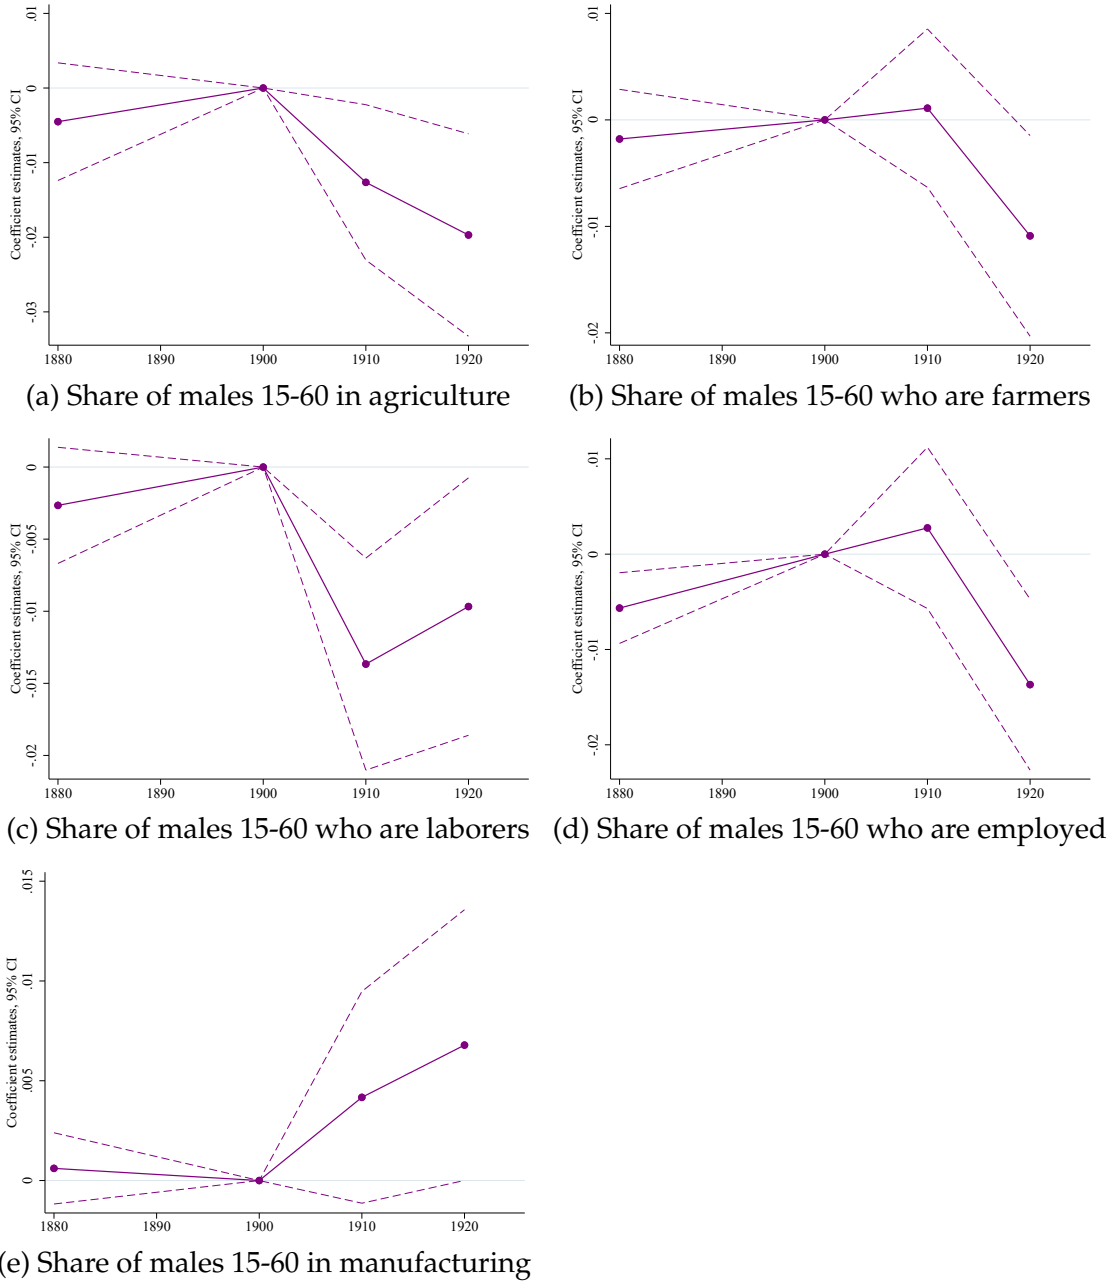 .01
0
-.01
-.02
-.03
Coefficient estimates, 95% CI
1880 1890 1900 1910 1920
(a) Share of males 15-60 in agriculture
.01
0
-.01
-.02
Coefficient estimates, 95% CI
1880 1890 1900 1910 1920
(b) Share of males 15-60 who are farmers
0
-.005
-.01
-.015
-.02
Coefficient estimates, 95% CI
1880 1890 1900 1910 1920
(c) Share of males 15-60 who are laborers
.01
0
-.01
-.02
Coefficient estimates, 95% CI
1880 1890 1900 1910 1920
(d) Share of males 15-60 who are employed
.015
.01
.005
0
Coefficient estimates, 95% CI
1880 1890 1900 1910 1920
(e) Share of males 15-60 in manufacturing